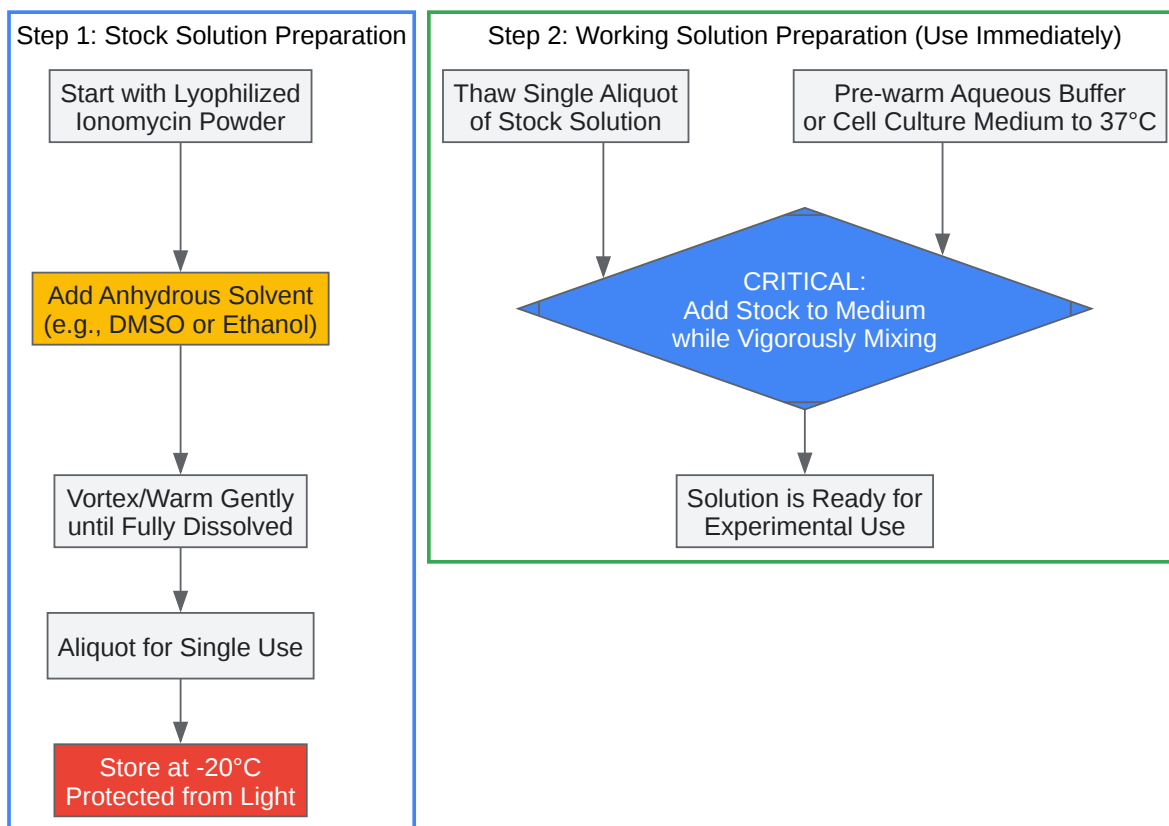 Step 1: Stock Solution Preparation
Start with Lyophilized
Ionomycin Powder
Add Anhydrous Solvent
(e.g., DMSO or Ethanol)
Vortex/Warm Gently
until Fully Dissolved
Aliquot for Single Use
Store at -20°C
Protected from Light
Step 2: Working Solution Preparation (Use Immediately)
Thaw Single Aliquot
of Stock Solution
Pre-warm Aqueous Buffer
or Cell Culture Medium to 37°C
CRITICAL:
Add Stock to Medium
while Vigorously Mixing
Solution is Ready for
Experimental Use